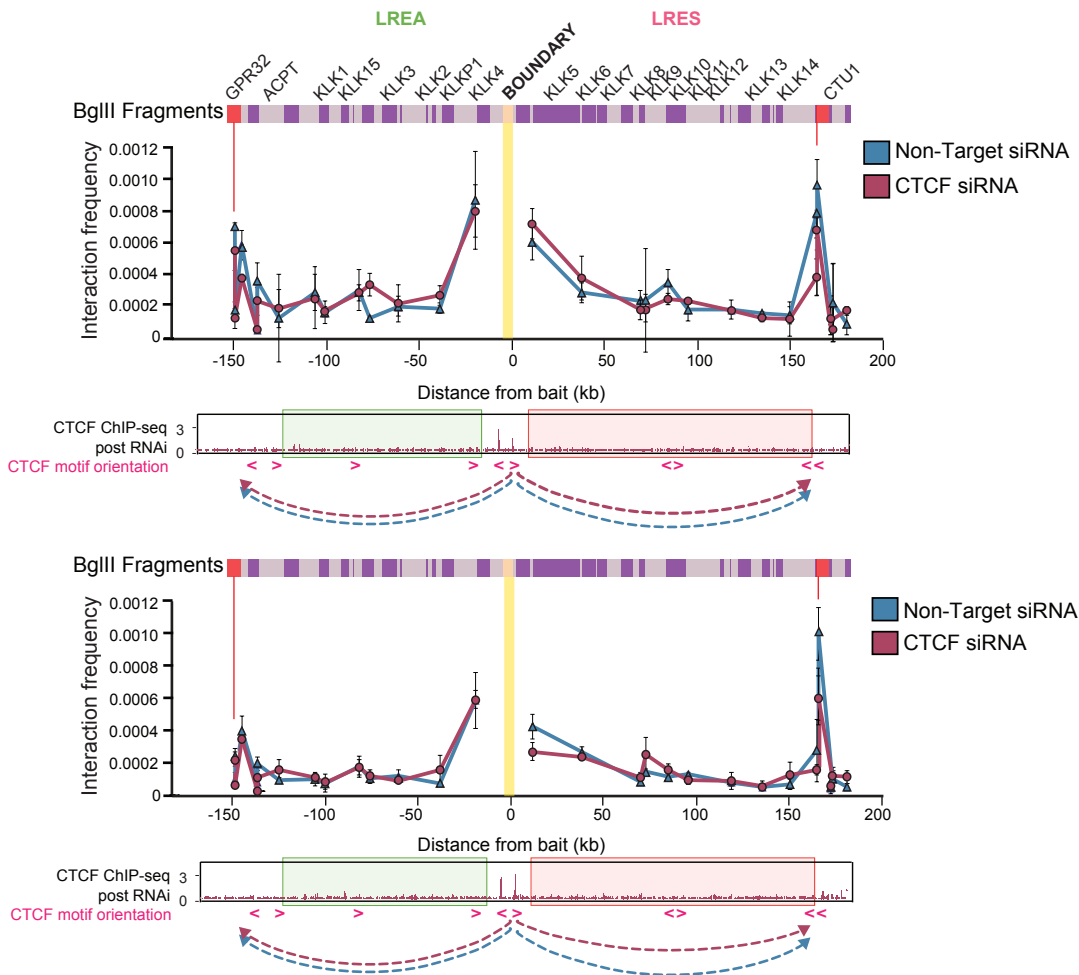 LREA LRES
GPR32 ACPT KLK1 KLK15 KLK3 KLK2 KLKP1 KLK4 BOUNDARY KLK5 KLK6 KLK7 KLK8 KLK9 KLK10 KLK11 KLK12 KLK13 KLK14 CTU1
BglII Fragments
Interaction frequency
0.0012
0.0008
0.0006
0.0004
0.0002
0
-150 -100 -50 0 50 100 150 200
Distance from bait (kb)
Non-Target siRNA
CTCF siRNA
CTCF ChIP-seq
post RNAi
3
0
CTCF motif orientation
< > > > < > < > < <
BglII Fragments
Interaction frequency
0.0012
0.0010
0.0008
0.0006
0.0004
0.0002
0
-150 -100 -50 0 50 100 150 200
Distance from bait (kb)
Non-Target siRNA
CTCF siRNA
CTCF ChIP-seq
post RNAi
3
0
CTCF motif orientation
< > > > < > < > < <